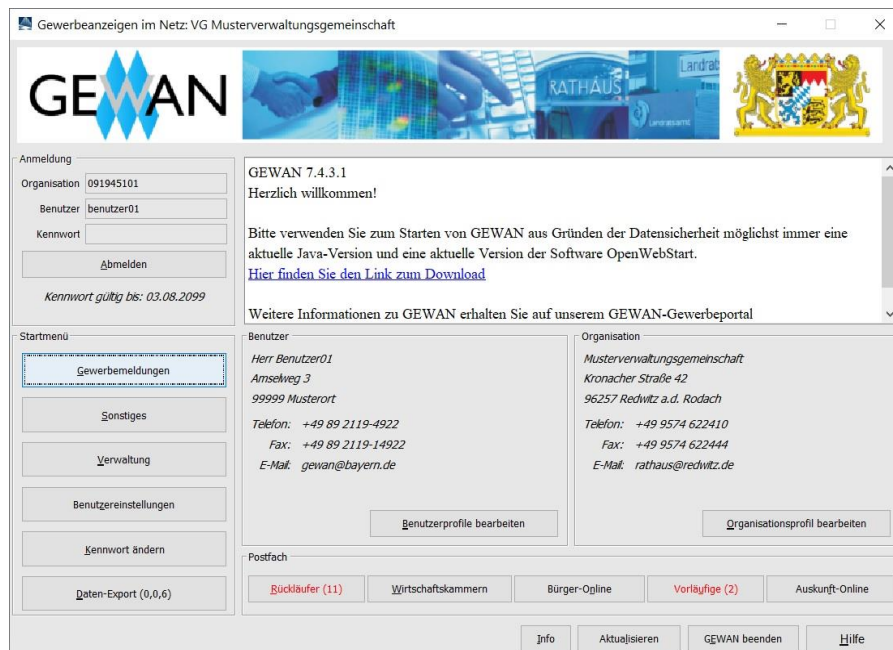 Gewerbeanzeigen im Netz: VG Musterverwaltungsgemeinschaft
GEWAN
RATHAUS
Landrat
Landratsamt
Anmeldung
Organisation 091945101
Benutzer benutzer01
Kennwort
Abmelden
Kennwort gültig bis: 03.08.2099
GEWAN 7.4.3.1
Herzlich willkommen!
Bitte verwenden Sie zum Starten von GEWAN aus Gründen der Datensicherheit möglichst immer eine
aktuelle Java-Version und eine aktuelle Version der Software OpenWebStart.
Hier finden Sie den Link zum Download
Weitere Informationen zu GEWAN erhalten Sie auf unserem GEWAN-Gewerbeportal
Startmenü
Gewerbemeldungen
Sonstiges
Verwaltung
Benutzereinstellungen
Kennwort ändern
Daten-Export (0,0,6)
Benutzer
Herr Benutzer01
Amselweg 3
99999 Musterort
Telefon: +49 89 2119-4922
Fax: +49 89 2119-14922
E-Mail: gewan@bayern.de
Benutzerprofile bearbeiten
Organisation
Musterverwaltungsgemeinschaft
Kronacher Straße 42
96257 Redwitz a.d. Rodach
Telefon: +49 9574 622410
Fax: +49 9574 622444
E-Mail: rathaus@redwitz.de
Organisationsprofil bearbeiten
Postfach
Rückläufer (11)
Wirtschaftskammern
Bürger-Online
Vorläufige (2)
Auskunft-Online
Info
Aktualisieren
GEWAN beenden
Hilfe